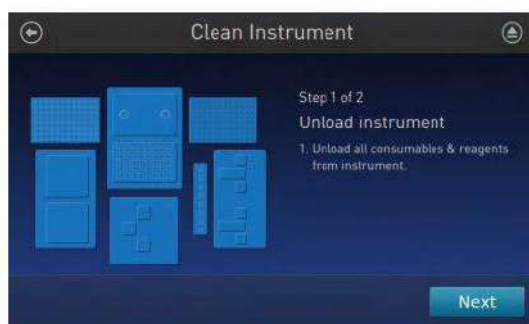 Clean Instrument
Step 1 of 2
Unload instrument
1. Unload all consumables & reagents
from instrument.
Next